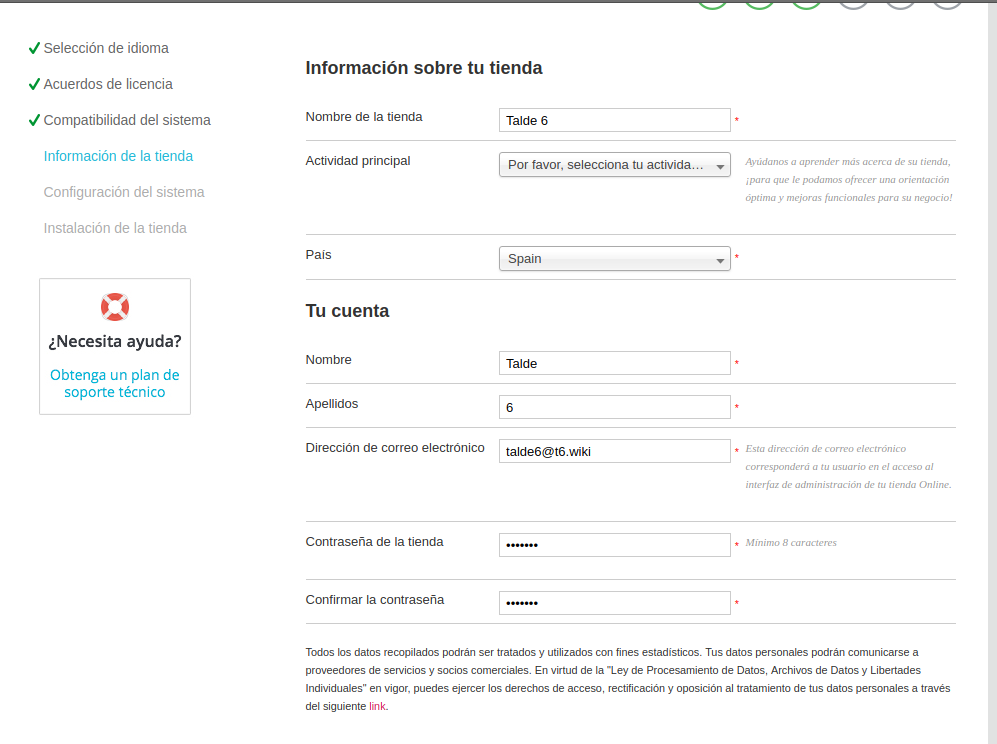 Selección de idioma
Acuerdos de licencia
Compatibilidad del sistema
Información de la tienda
Configuración del sistema
Instalación de la tienda
¿Necesita ayuda?
Obtenga un plan de
soporte técnico
Información sobre tu tienda
Nombre de la tienda
Talde 6
*
Actividad principal
Por favor, selecciona tu activida...
Ayúdanos a aprender más acerca de su tienda,
¡para que le podamos ofrecer una orientación
óptima y mejoras funcionales para su negocio!
País
Spain
*
Tu cuenta
Nombre
Talde
*
Apellidos
6
*
Dirección de correo electrónico
talde6@t6.wiki
*
Esta dirección de correo electrónico
corresponderá a tu usuario en el acceso al
interfaz de administración de tu tienda Online.
Contraseña de la tienda
•••••••
*
Mínimo 8 caracteres
Confirmar la contraseña
•••••••
*
Todos los datos recopilados podrán ser tratados y utilizados con fines estadísticos. Tus datos personales podrán comunicarse a
proveedores de servicios y socios comerciales. En virtud de la "Ley de Procesamiento de Datos, Archivos de Datos y Libertades
Individuales" en vigor, puedes ejercer los derechos de acceso, rectificación y oposición al tratamiento de tus datos personales a través
del siguiente link.